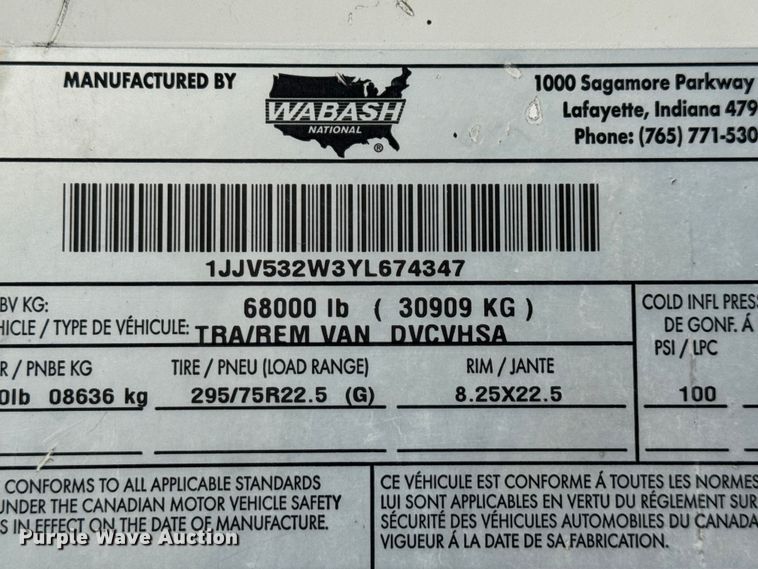 MANUFACTURED BY
WABASH
NATIONAL
®
1000 Sagamore Parkway
Lafayette, Indiana 479
Phone: (765) 771-530
1JJV532W3YL674347
BV KG: 68000 lb ( 30909 KG )
HICLE / TYPE DE VÉHICULE: TRA/REM VAN DVCVHSA
COLD INFL PRES
DE GONF. Á
PSI / LPC
R / PNBE KG TIRE / PNEU (LOAD RANGE) RIM / JANTE
0lb 08636 kg 295/75R22.5 (G) 8.25X22.5 100
CONFORMS TO ALL APPLICABLE STANDARDS
UNDER THE CANADIAN MOTOR VEHICLE SAFETY
S IN EFFECT ON THE DATE OF MANUFACTURE.
CE VÉHICULE EST CONFORME Á TOUTES LES NORMES
LUI SONT APPLICABLES EN VERTU DU RÉGLEMENT SUR
SÉCURITÉ DES VÉHICULES AUTOMOBILES DU CANADA
VIGUEUR Á LA DATE DE SA FABRICATION.
Purple Wave Auction